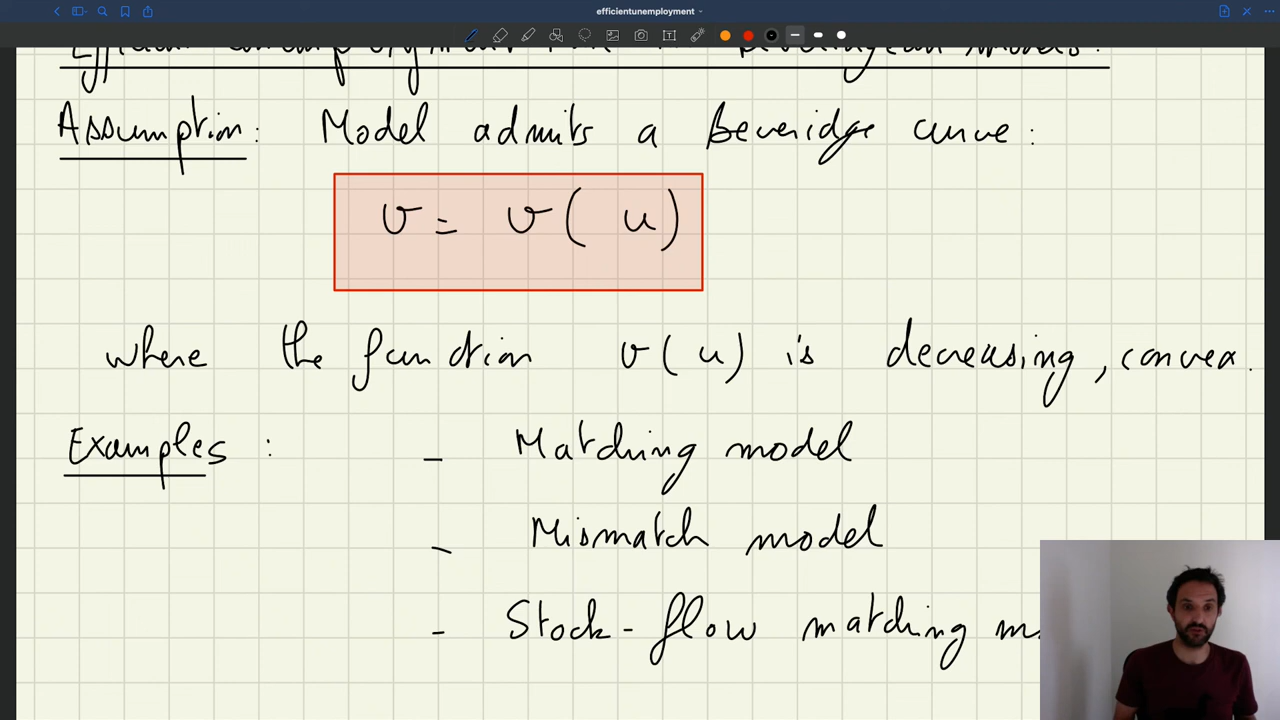 efficientunemployment
Assumption: Model admits a Beveridge curve:
v = v(u)
where the function v(u) is decreasing, convex.
Examples: - Matching model
- Mismatch model
- Stock-flow matching